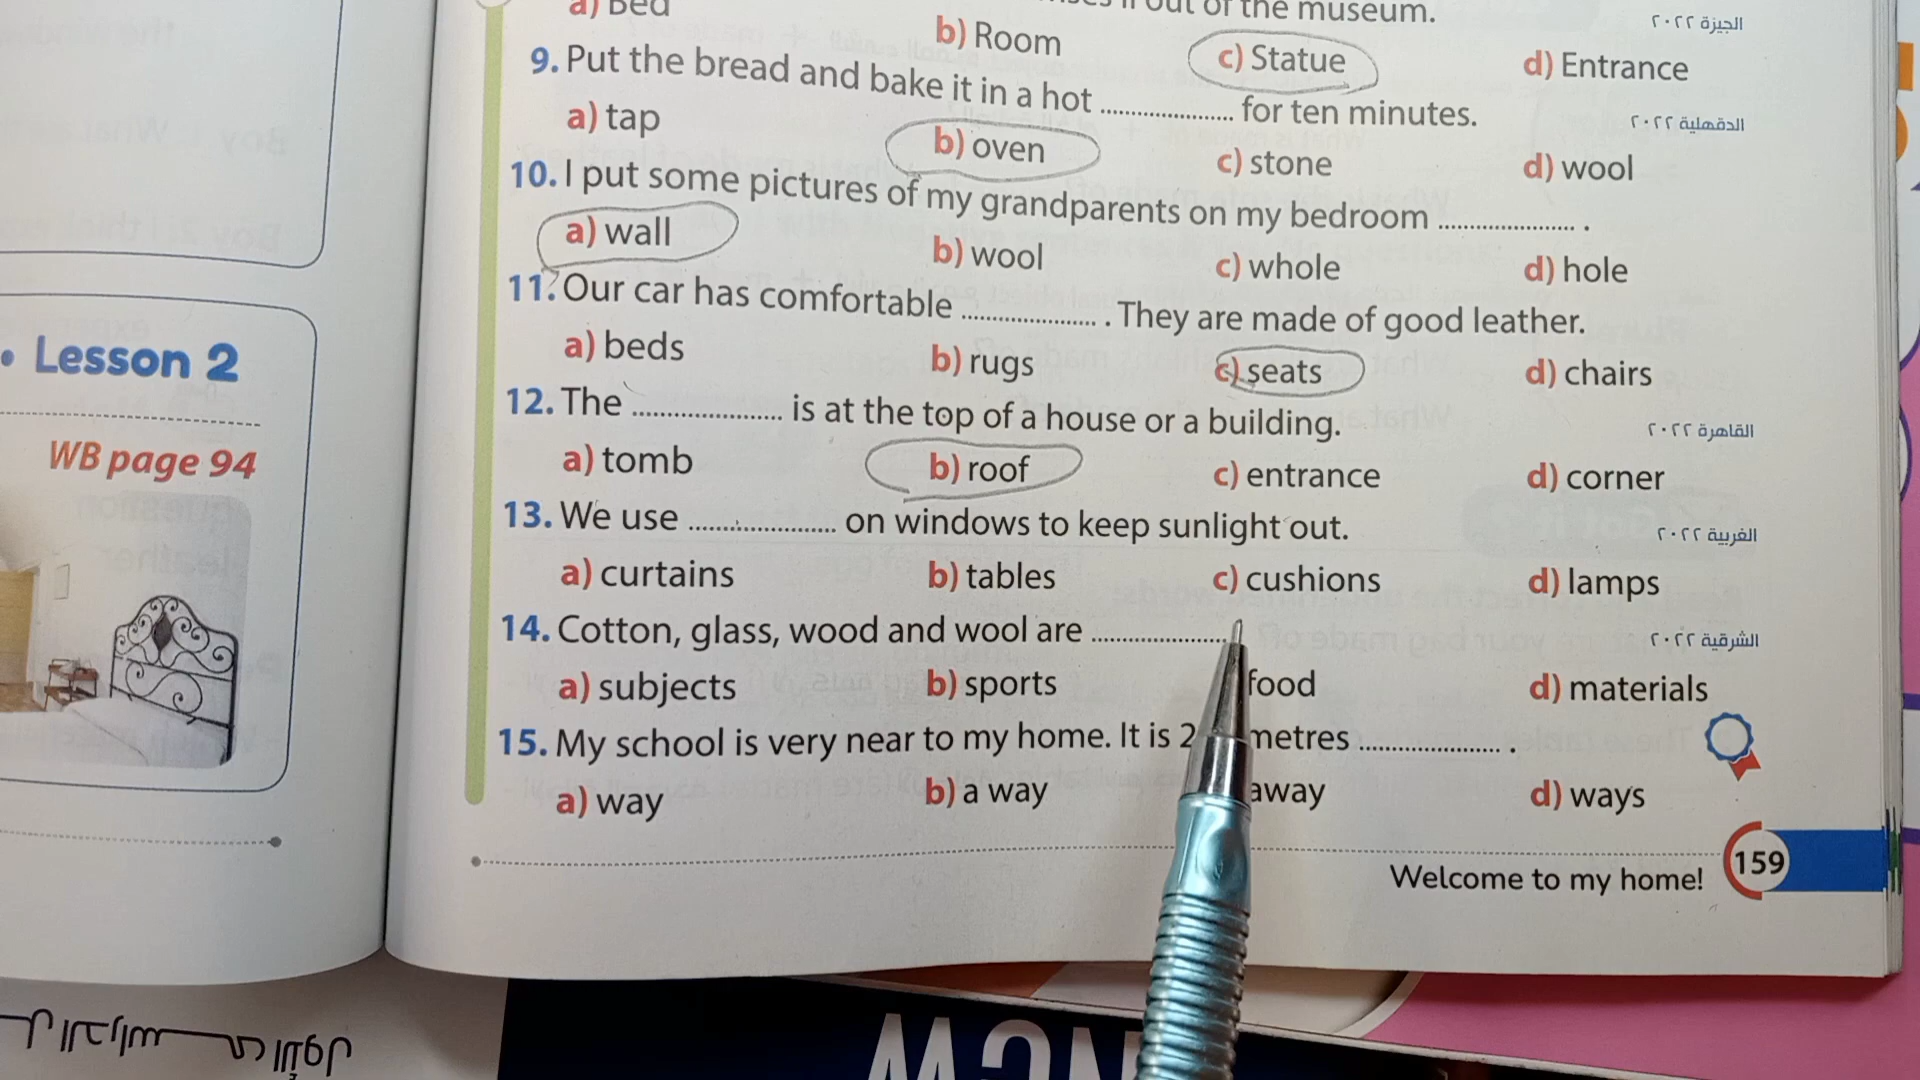 a) Bed
out of the museum.
الجيزة ٢٠٢٢
b) Room
c) Statue
d) Entrance
9. Put the bread and bake it in a hot .................... for ten minutes.
الدقهلية ٢٠٢٢
a) tap
b) oven
c) stone
d) wool
10. I put some pictures of my grandparents on my bedroom .................... .
a) wall
b) wool
c) whole
d) hole
11. Our car has comfortable .................... . They are made of good leather.
a) beds
b) rugs
c) seats
d) chairs
12. The .................... is at the top of a house or a building.
القاهرة ٢٠٢٢
a) tomb
b) roof
c) entrance
d) corner
13. We use .................... on windows to keep sunlight out.
الغربية ٢٠٢٢
a) curtains
b) tables
c) cushions
d) lamps
14. Cotton, glass, wood and wool are ....................
الشرقية ٢٠٢٢
a) subjects
b) sports
food
d) materials
15. My school is very near to my home. It is 2 metres .................... .
a) way
b) a way
away
d) ways
Welcome to my home!
159
• Lesson 2
WB page 94